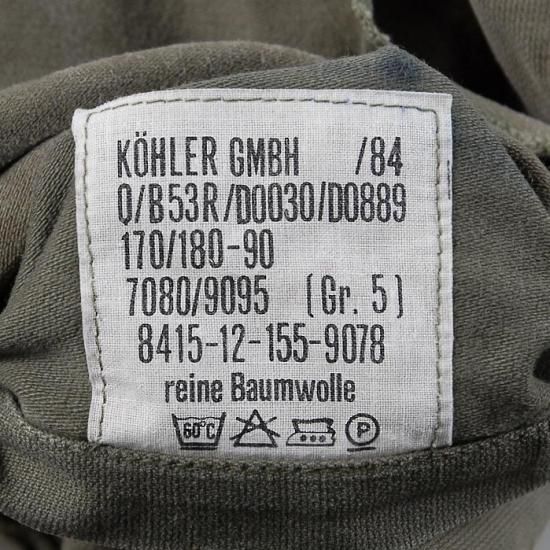 KÖHLER GMBH /84
Q/B53R/D0030/D0889
170/180-90
7080/9095 (Gr. 5)
8415-12-155-9078
reine Baumwolle
60°C P